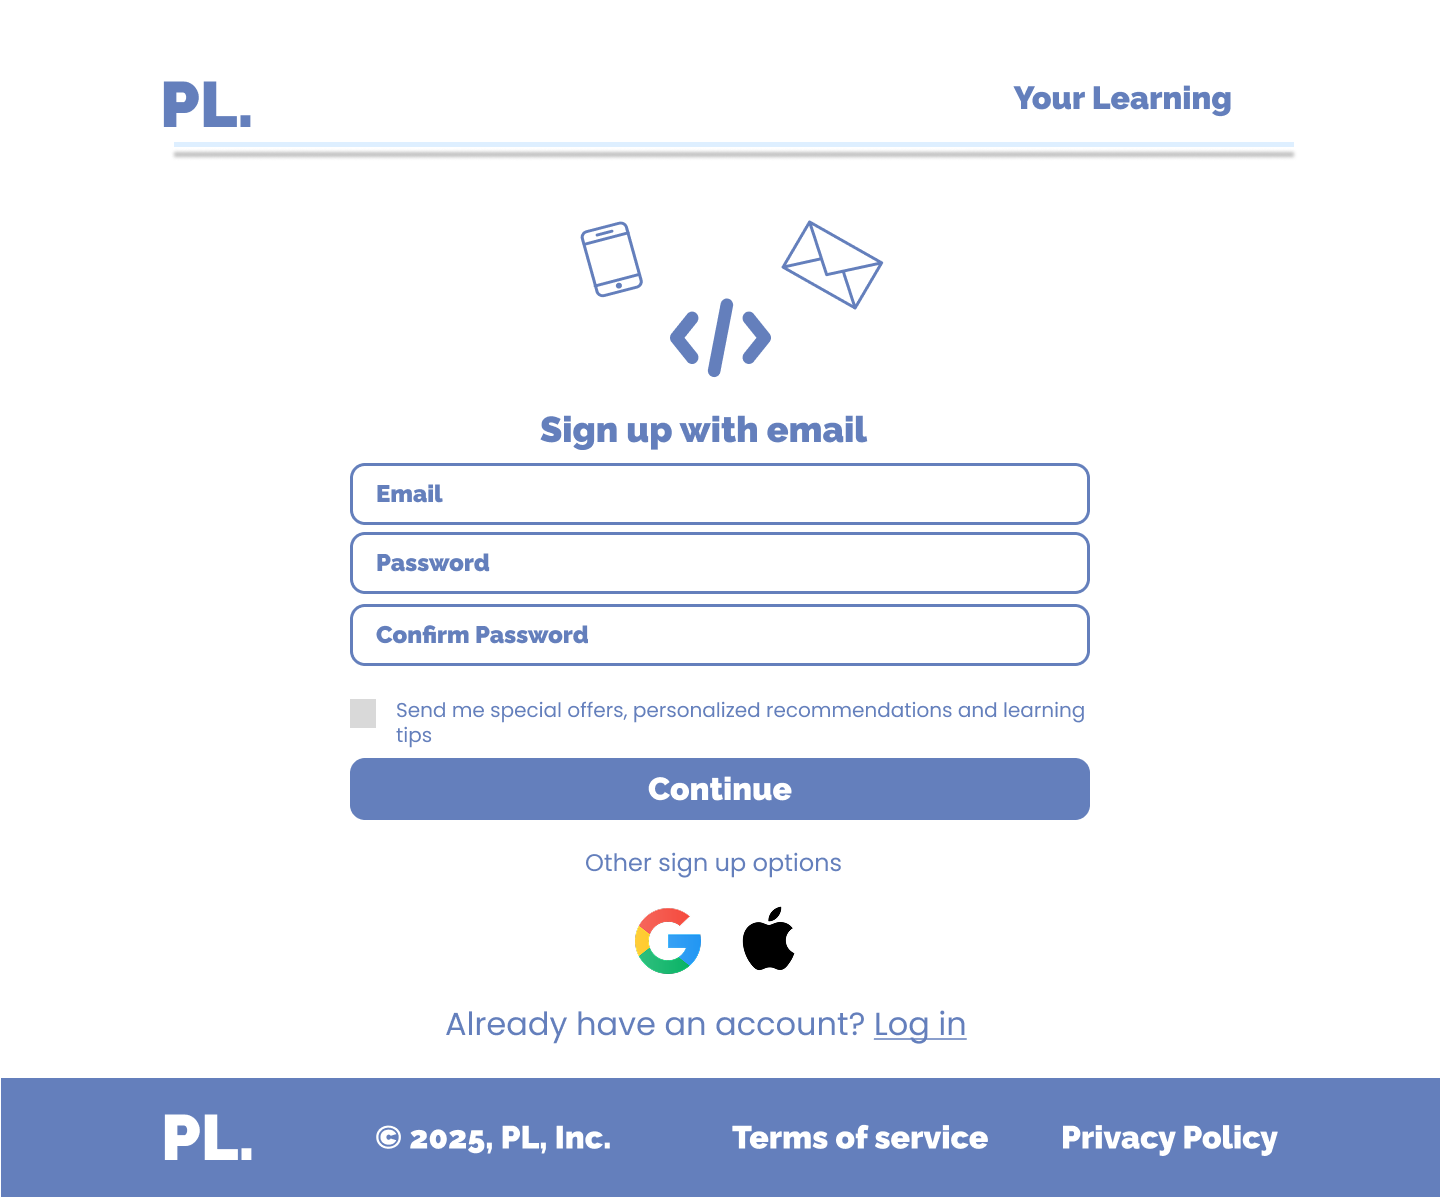 PL.
Your Learning
Sign up with email
Email
Password
Confirm Password
Send me special offers, personalized recommendations and learning
tips
Continue
Other sign up options
Already have an account? Log in
PL.
© 2025, PL, Inc.
Terms of service
Privacy Policy